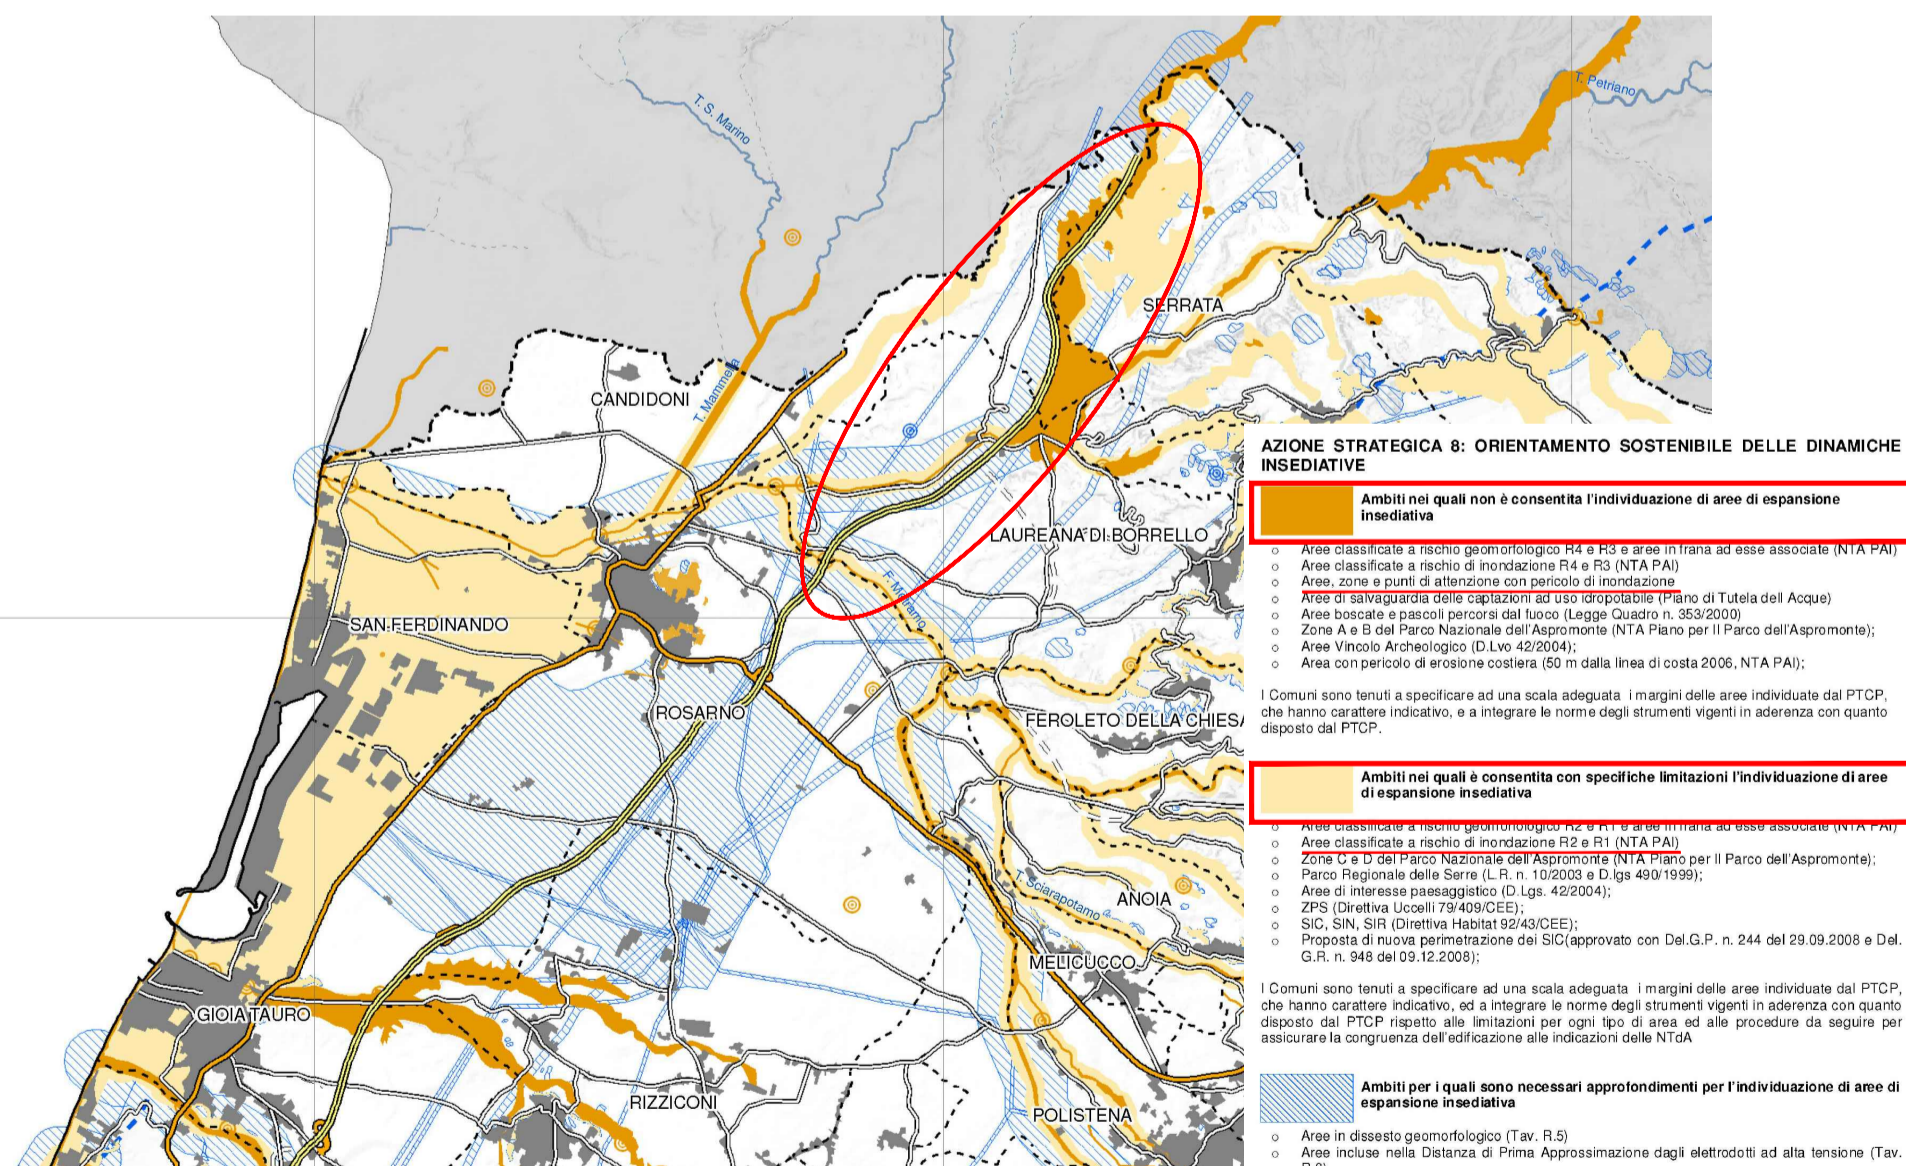 T. Petriano
T. S. Marino
SERRATA
CANDIDONI
T. Mammella
LAUREANA DI BORRELLO
F. Metramo
SAN FERDINANDO
ROSARNO
FEROLETO DELLA CHIESA
T. Sciarapotamo
ANOIA
MELICUCCO
GIOIA TAURO
RIZZICONI
POLISTENA
AZIONE STRATEGICA 8: ORIENTAMENTO SOSTENIBILE DELLE DINAMICHE
INSEDIATIVE
Ambiti nei quali non è consentita l'individuazione di aree di espansione
insediativa
o Aree classificate a rischio geomorfologico R4 e R3 e aree in frana ad esse associate (NTA PAI)
o Aree classificate a rischio di inondazione R4 e R3 (NTA PAI)
o Aree, zone e punti di attenzione con pericolo di inondazione
o Aree di salvaguardia delle captazioni ad uso idropotabile (Piano di Tutela dell Acque)
o Aree boscate e pascoli percorsi dal fuoco (Legge Quadro n. 353/2000)
o Zone A e B del Parco Nazionale dell'Aspromonte (NTA Piano per Il Parco dell'Aspromonte);
o Aree Vincolo Archeologico (D.Lvo 42/2004);
o Area con pericolo di erosione costiera (50 m dalla linea di costa 2006, NTA PAI);
I Comuni sono tenuti a specificare ad una scala adeguata i margini delle aree individuate dal PTCP,
che hanno carattere indicativo, e a integrare le norme degli strumenti vigenti in aderenza con quanto
disposto dal PTCP.
Ambiti nei quali è consentita con specifiche limitazioni l'individuazione di aree
di espansione insediativa
o Aree classificate a rischio geomorfologico R2 e R1 e aree in frana ad esse associate (NTA PAI)
o Aree classificate a rischio di inondazione R2 e R1 (NTA PAI)
o Zone C e D del Parco Nazionale dell'Aspromonte (NTA Piano per Il Parco dell'Aspromonte);
o Parco Regionale delle Serre (L.R. n. 10/2003 e D.lgs 490/1999);
o Aree di interesse paesaggistico (D.Lgs. 42/2004);
o ZPS (Direttiva Uccelli 79/409/CEE);
o SIC, SIN, SIR (Direttiva Habitat 92/43/CEE);
o Proposta di nuova perimetrazione dei SIC(approvato con Del.G.P. n. 244 del 29.09.2008 e Del.
G.R. n. 948 del 09.12.2008);
I Comuni sono tenuti a specificare ad una scala adeguata i margini delle aree individuate dal PTCP,
che hanno carattere indicativo, ed a integrare le norme degli strumenti vigenti in aderenza con quanto
disposto dal PTCP rispetto alle limitazioni per ogni tipo di area ed alle procedure da seguire per
assicurare la congruenza dell'edificazione alle indicazioni delle NTdA
Ambiti per i quali sono necessari approfondimenti per l'individuazione di aree di
espansione insediativa
o Aree in dissesto geomorfologico (Tav. R.5)
o Aree incluse nella Distanza di Prima Approssimazione dagli elettrodotti ad alta tensione (Tav.